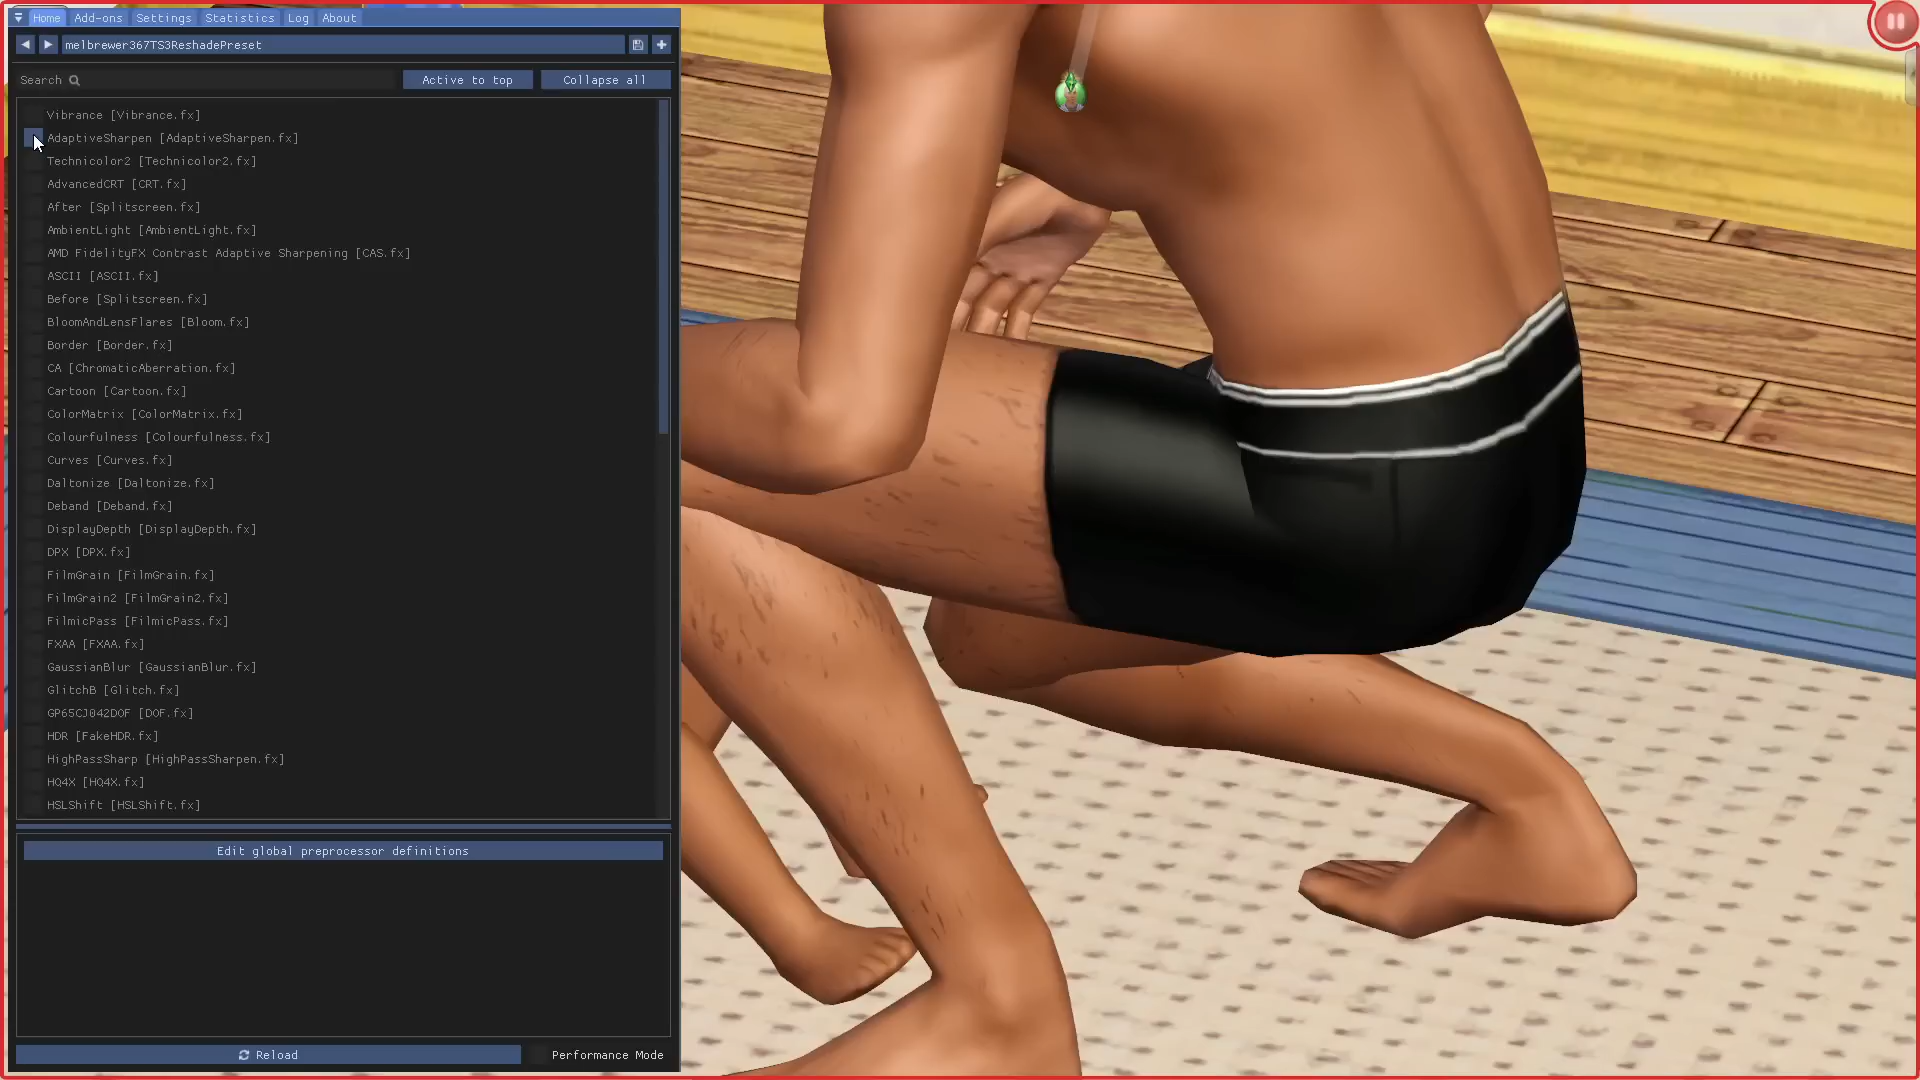 Home Add-ons Settings Statistics Log About
melbrewer367TS3ReshadePreset
Search Active to top Collapse all
Vibrance [Vibrance.fx]
AdaptiveSharpen [AdaptiveSharpen.fx]
Technicolor2 [Technicolor2.fx]
AdvancedCRT [CRT.fx]
After [Splitscreen.fx]
AmbientLight [AmbientLight.fx]
AMD FidelityFX Contrast Adaptive Sharpening [CAS.fx]
ASCII [ASCII.fx]
Before [Splitscreen.fx]
BloomAndLensFlares [Bloom.fx]
Border [Border.fx]
CA [ChromaticAberration.fx]
Cartoon [Cartoon.fx]
ColorMatrix [ColorMatrix.fx]
Colourfulness [Colourfulness.fx]
Curves [Curves.fx]
Daltonize [Daltonize.fx]
Deband [Deband.fx]
DisplayDepth [DisplayDepth.fx]
DPX [DPX.fx]
FilmGrain [FilmGrain.fx]
FilmGrain2 [FilmGrain2.fx]
FilmicPass [FilmicPass.fx]
FXAA [FXAA.fx]
GaussianBlur [GaussianBlur.fx]
GlitchB [Glitch.fx]
GP65CJ042DOF [DOF.fx]
HDR [FakeHDR.fx]
HighPassSharp [HighPassSharpen.fx]
HQ4X [HQ4X.fx]
HSLShift [HSLShift.fx]
Edit global preprocessor definitions
Reload Performance Mode